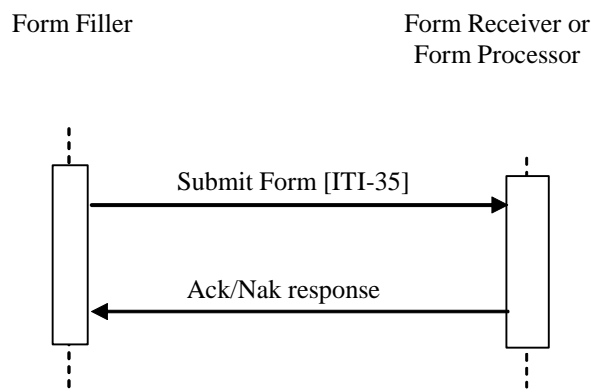 Form Filler
Form Receiver or
Form Processor
Submit Form [ITI-35]
Ack/Nak response